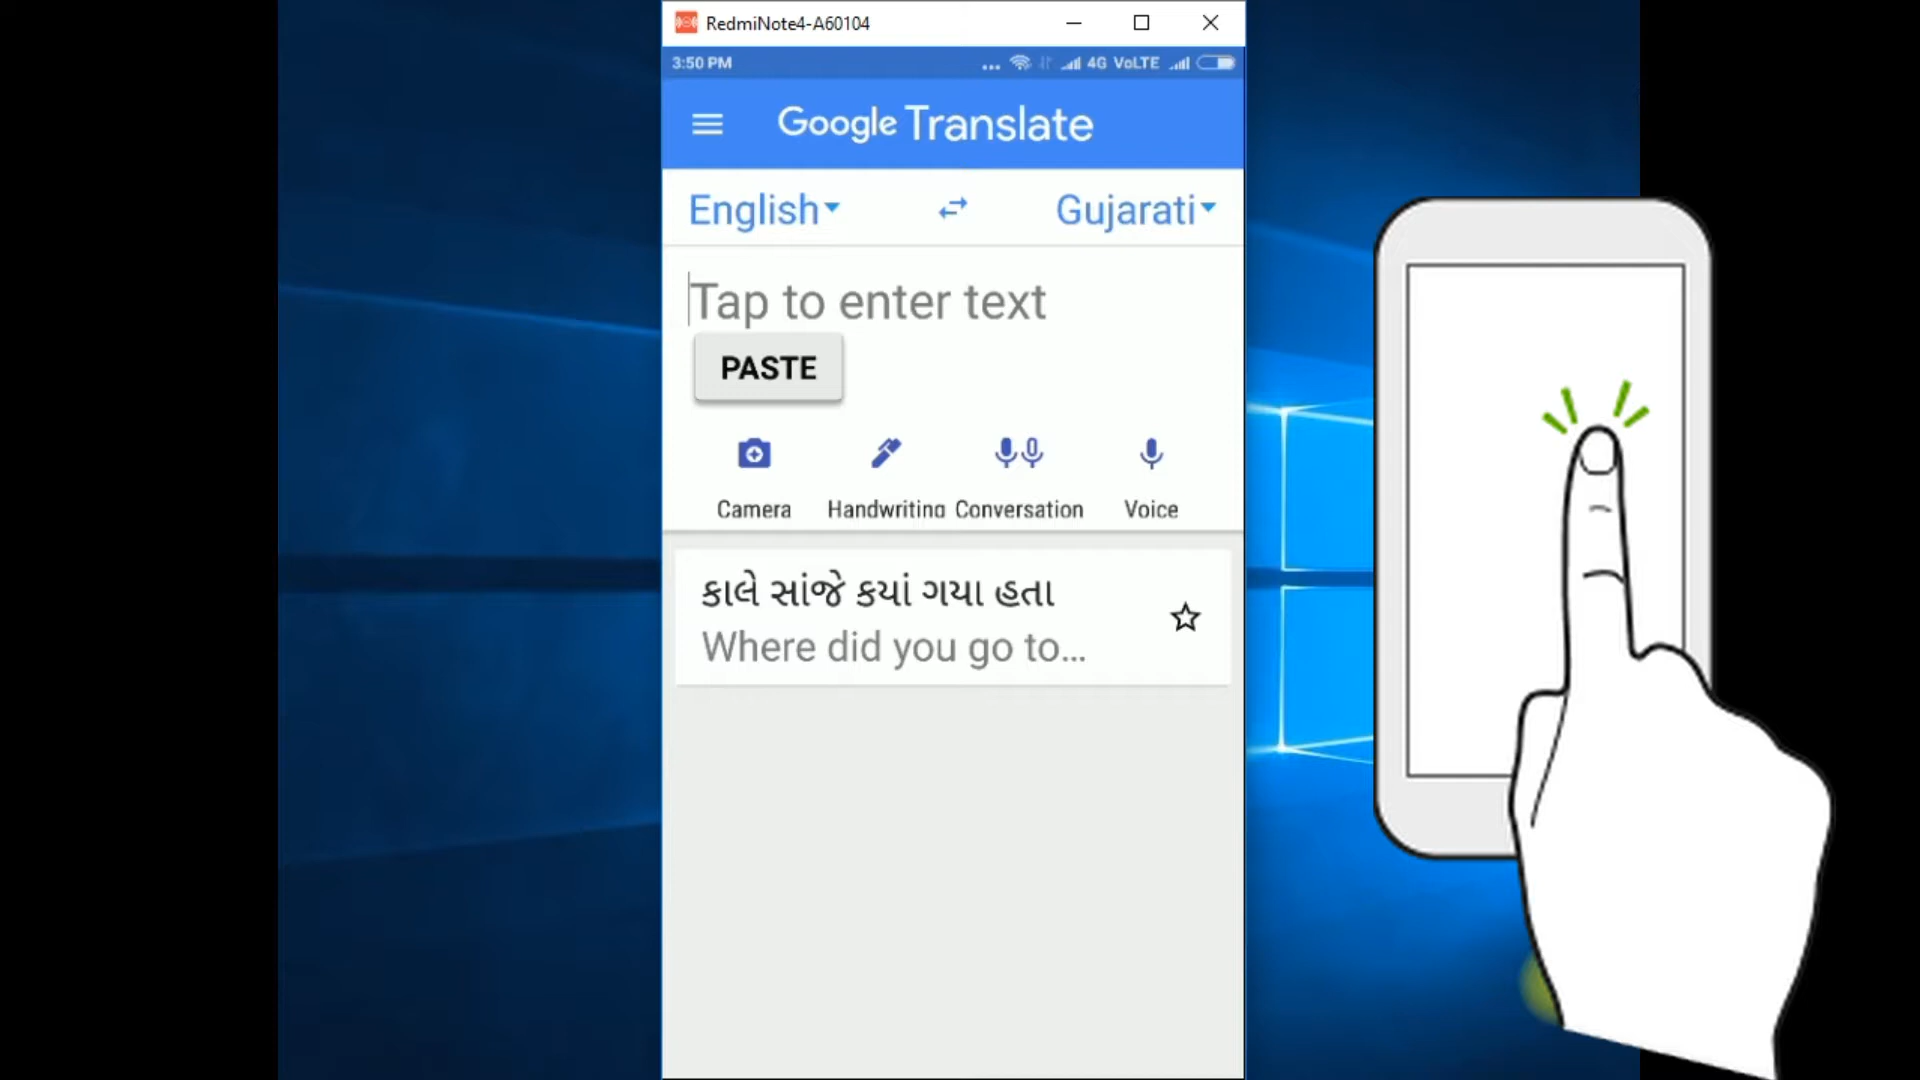 RedmiNote4-A60104
3:50 PM ... 4G VoLTE
Google Translate
English Gujarati
Tap to enter text
PASTE
Camera Handwriting Conversation Voice
કાલે સાંજે કયાં ગયા હતા
Where did you go to...